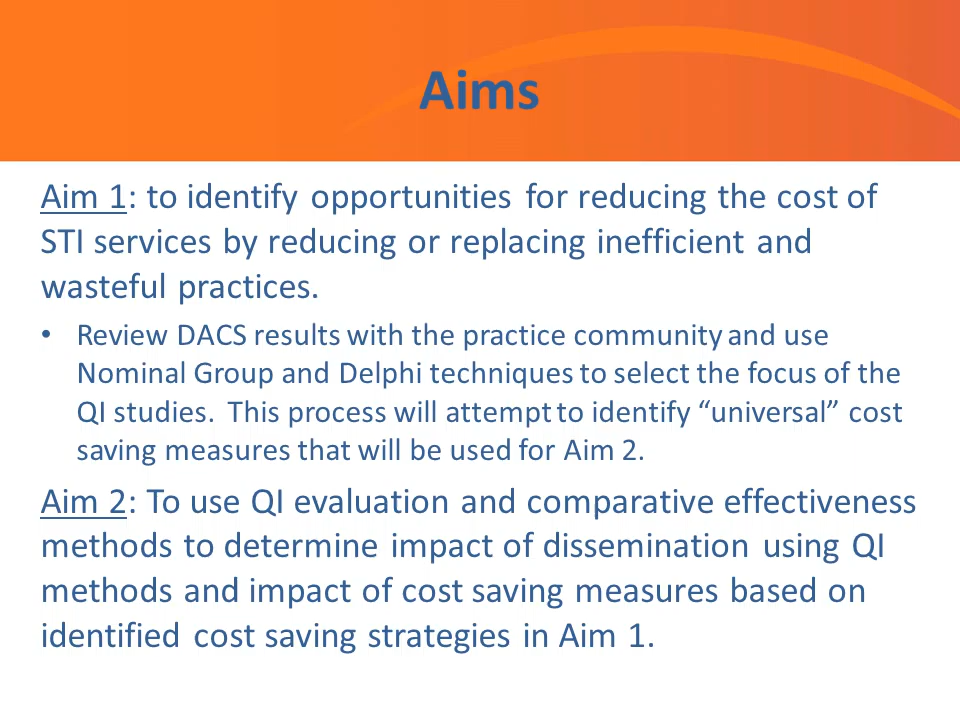 Aims
Aim 1: to identify opportunities for reducing the cost of
STI services by reducing or replacing inefficient and
wasteful practices.
• Review DACS results with the practice community and use
Nominal Group and Delphi techniques to select the focus of the
QI studies.  This process will attempt to identify “universal” cost
saving measures that will be used for Aim 2.
Aim 2: To use QI evaluation and comparative effectiveness
methods to determine impact of dissemination using QI
methods and impact of cost saving measures based on
identified cost saving strategies in Aim 1.